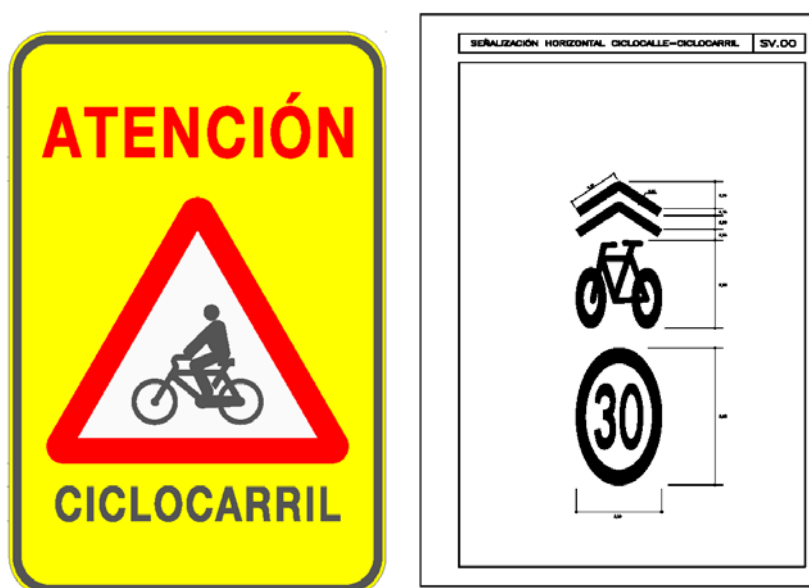 ATENCIÓN
CICLOCARRIL
SEÑALIZACIÓN HORIZONTAL CICLOCALLE-CICLOCARRIL SV.00
30